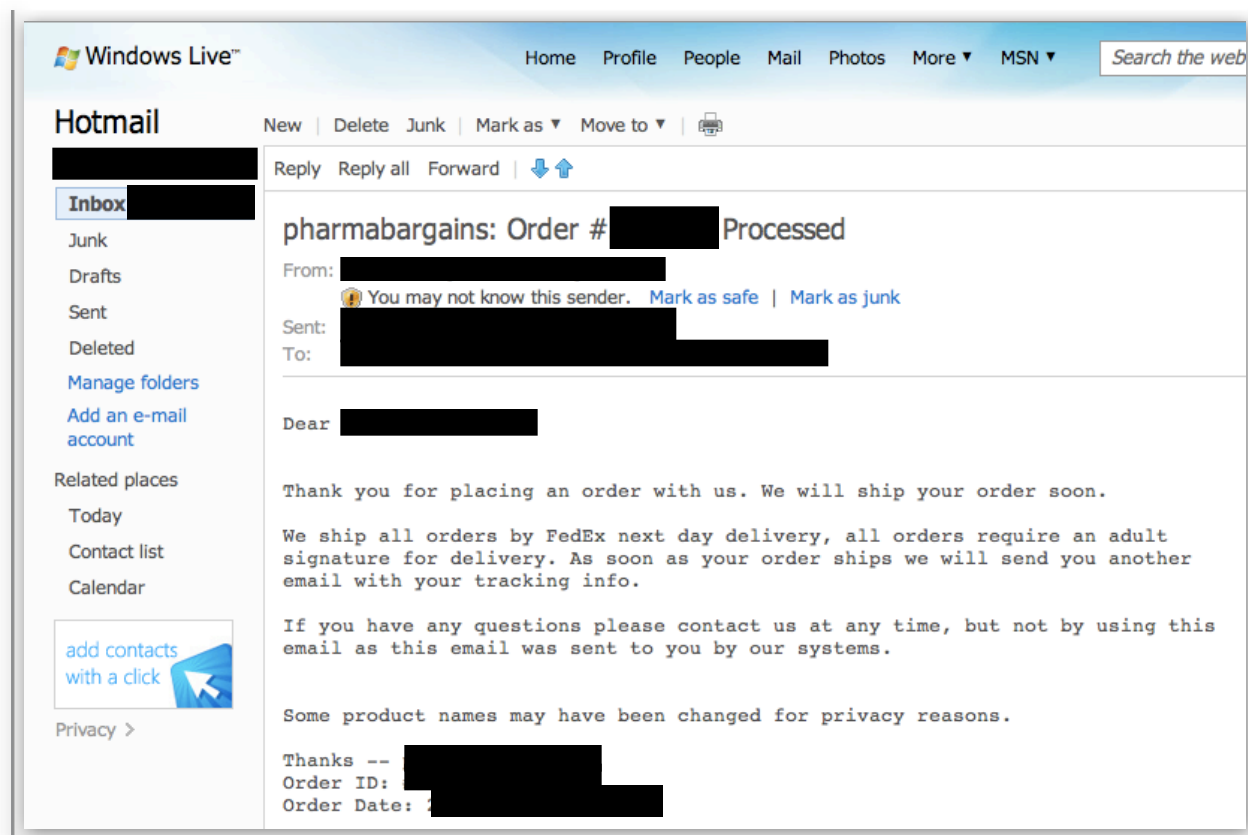 Windows Live™
Home Profile People Mail Photos More ▼ MSN ▼ Search the web
Hotmail
New | Delete Junk | Mark as ▼ Move to ▼ |
Reply Reply all Forward |
Inbox
Junk
Drafts
Sent
Deleted
Manage folders
Add an e-mail
account
Related places
Today
Contact list
Calendar
add contacts
with a click
Privacy >
pharmabargains: Order # Processed
From:
You may not know this sender. Mark as safe | Mark as junk
Sent:
To:
Dear
Thank you for placing an order with us. We will ship your order soon.
We ship all orders by FedEx next day delivery, all orders require an adult
signature for delivery. As soon as your order ships we will send you another
email with your tracking info.
If you have any questions please contact us at any time, but not by using this
email as this email was sent to you by our systems.
Some product names may have been changed for privacy reasons.
Thanks --
Order ID:
Order Date: